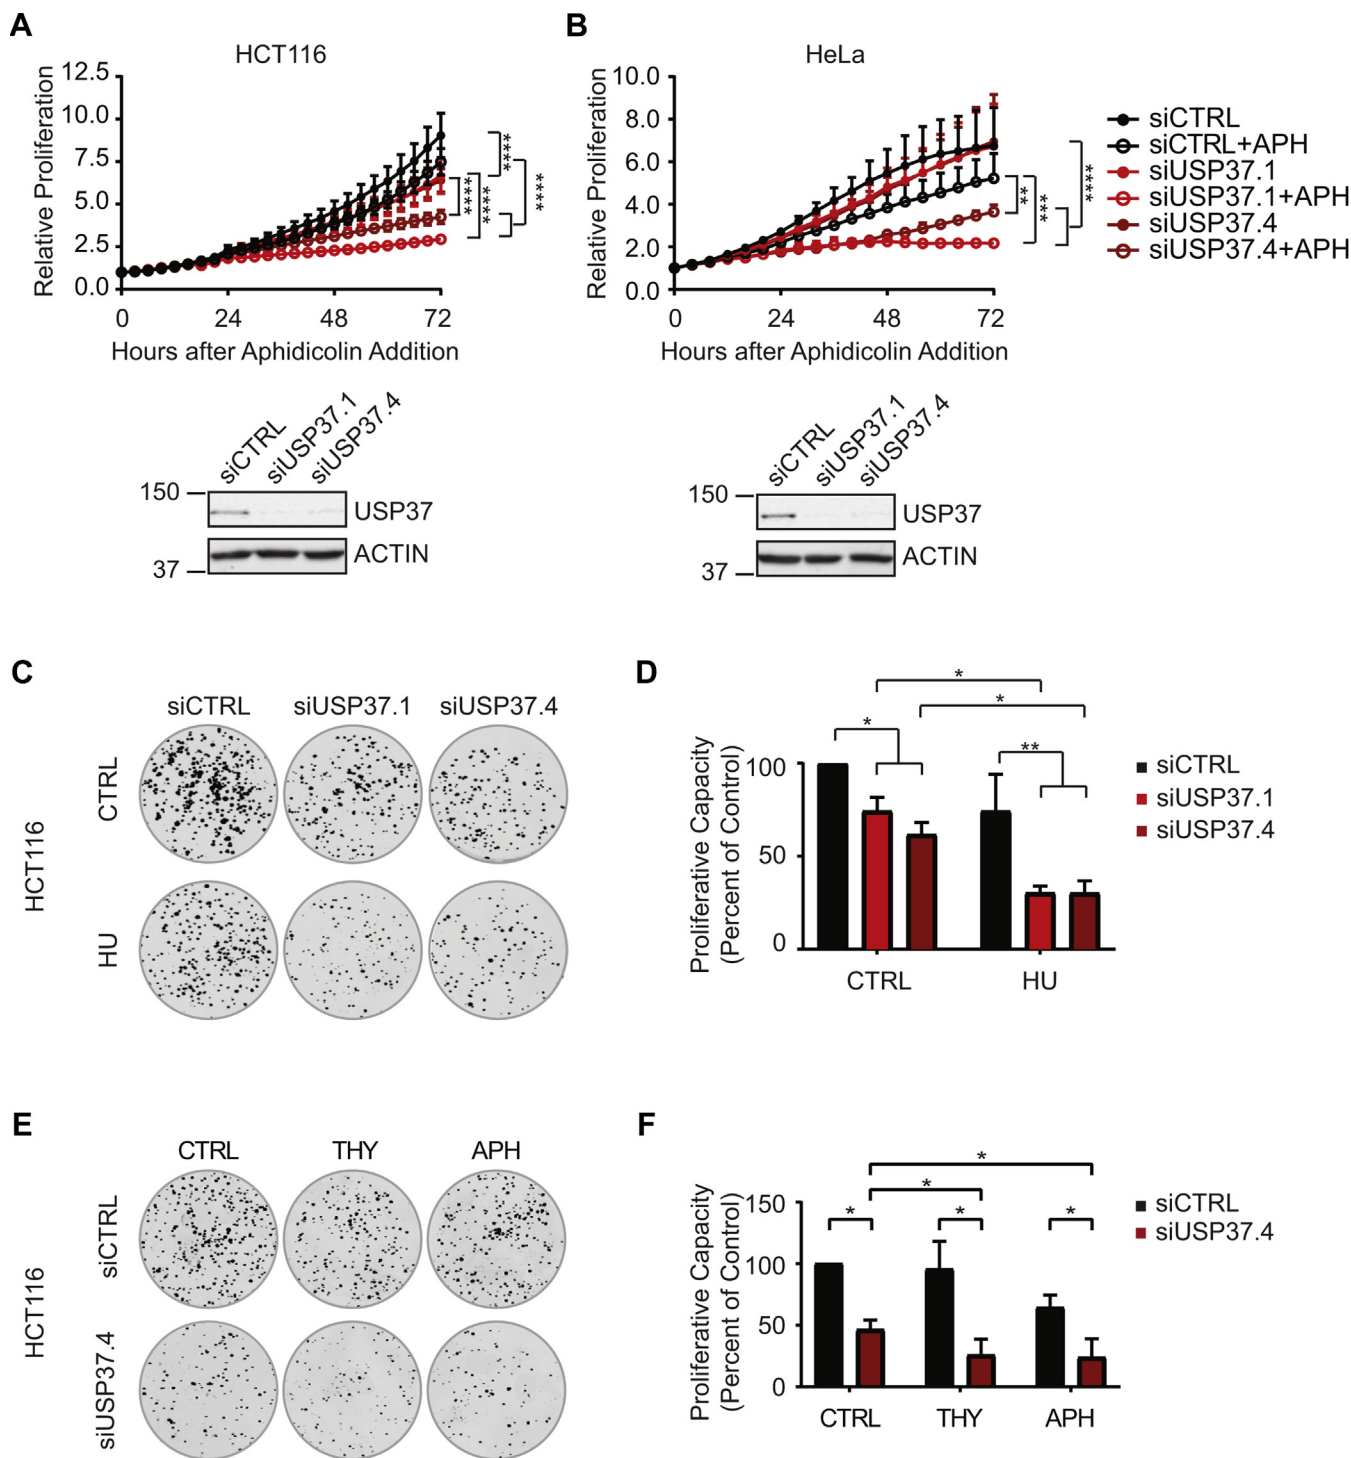 A
HCT116
Relative Proliferation
12.5
10.0
7.5
5.0
2.5
0.0
0 24 48 72
Hours after Aphidicolin Addition
****
****
****
****
siCTRL
siUSP37.1
siUSP37.4
150
USP37
ACTIN
37
B
HeLa
Relative Proliferation
10.0
8.0
6.0
4.0
2.0
0.0
0 24 48 72
Hours after Aphidicolin Addition
**
***
****
siCTRL
siCTRL+APH
siUSP37.1
siUSP37.1+APH
siUSP37.4
siUSP37.4+APH
siCTRL
siUSP37.1
siUSP37.4
150
USP37
ACTIN
37
C
siCTRL siUSP37.1 siUSP37.4
HCT116
CTRL
HU
D
Proliferative Capacity
(Percent of Control)
100
50
0
*
*
*
**
CTRL HU
siCTRL
siUSP37.1
siUSP37.4
E
CTRL THY APH
HCT116
siCTRL
siUSP37.4
F
Proliferative Capacity
(Percent of Control)
150
100
50
0
*
*
* * *
CTRL THY APH
siCTRL
siUSP37.4